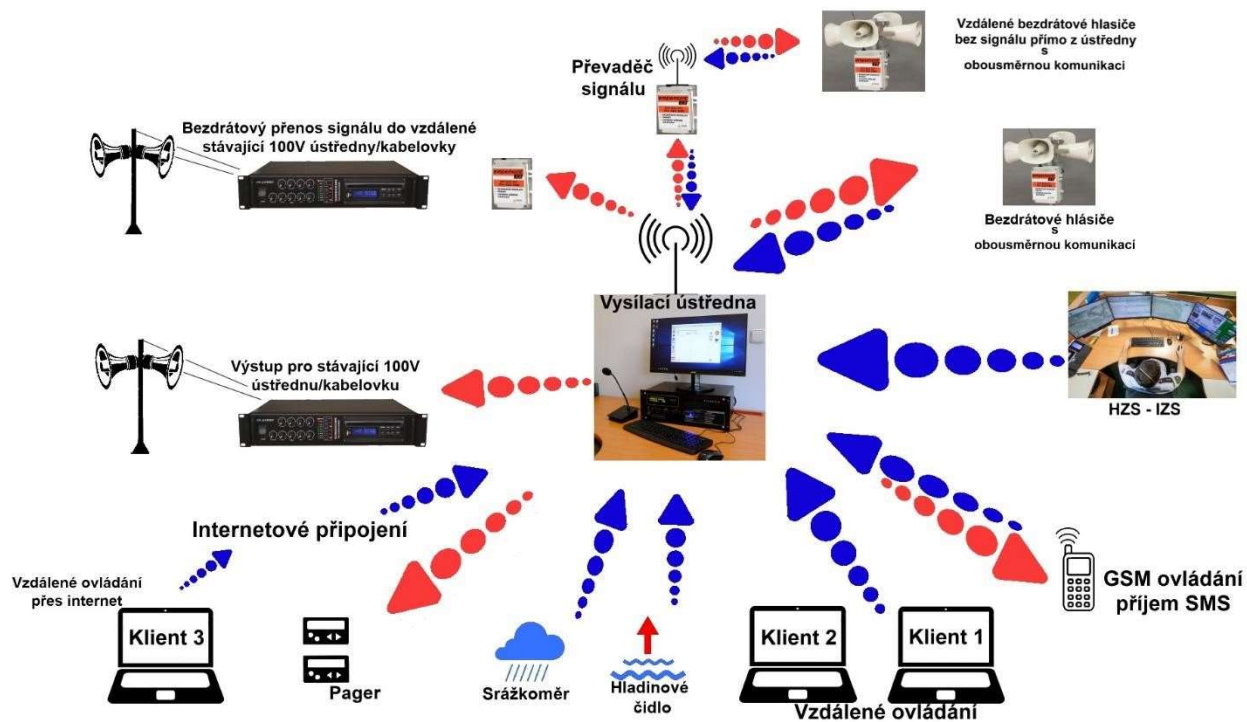 Vzdálené bezdrátové hlasiče
bez signálu přímo z ústředny
s
obousměrnou komunikaci
Převaděč
signálu
Bezdrátový přenos signálu do vzdálené
stávající 100V ústředny/kabelovky
Bezdrátové hlásiče
s
obousměrnou komunikací
Vysílací ústředna
Výstup pro stávající 100V
ústřednu/kabelovku
HZS - IZS
Internetové připojení
Vzdálené ovládání
přes internet
Klient 3
Pager
Srážkoměr
Hladinové
čidlo
Klient 2
Klient 1
Vzdálené ovládání
GSM ovládání
příjem SMS